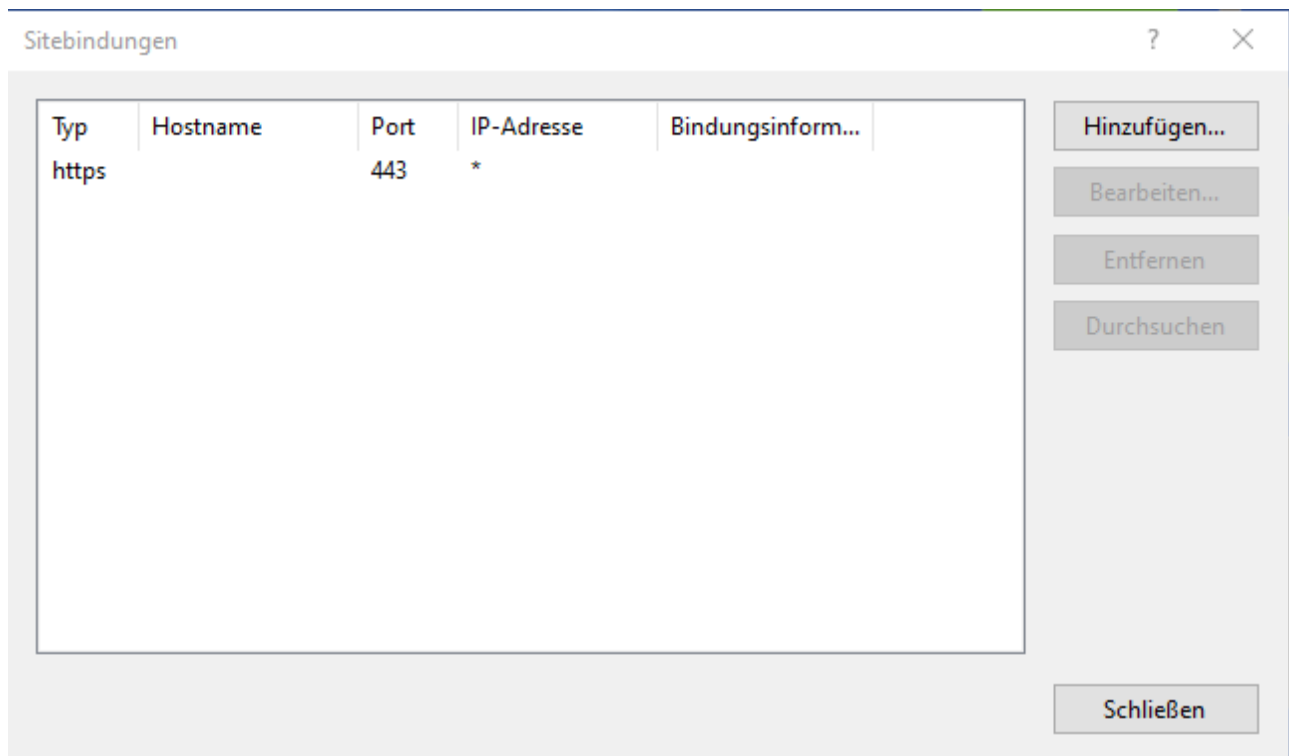 Sitebindungen ? ×
Typ Hostname Port IP-Adresse Bindungsinform...
https 443 *
Hinzufügen...
Bearbeiten...
Entfernen
Durchsuchen
Schließen